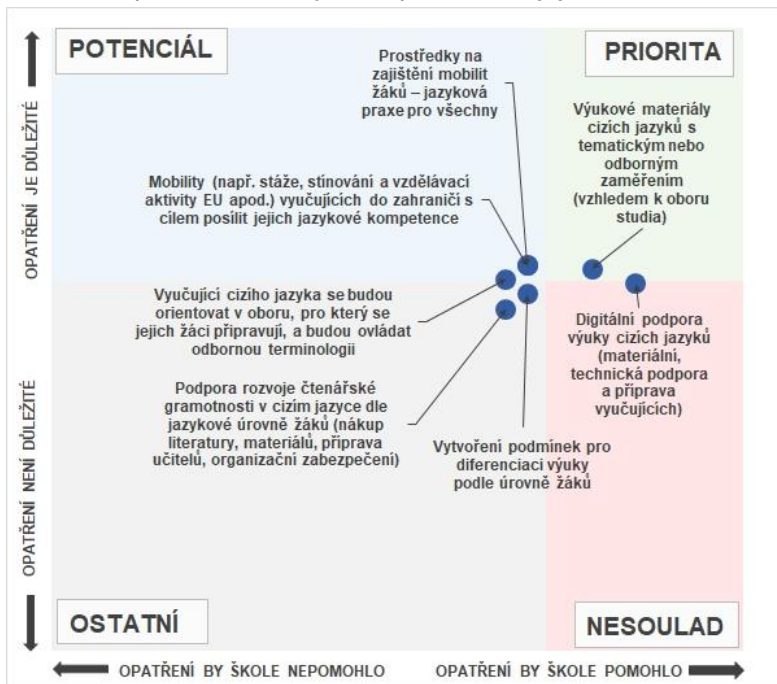 POTENCIÁL
PRIORITA
Prostředky na
zajištění mobilit
žáků – jazyková
praxe pro všechny
Výukové materiály
cizích jazyků s
tematickým nebo
odborným
zaměřením
(vzhledem k oboru
studia)
Mobility (např. stáže, stínování a vzdělávací
aktivity EU apod.) vyučujících do zahraničí s
cílem posílit jejich jazykové kompetence
Vyučující cizího jazyka se budou
orientovat v oboru, pro který se
jejich žáci připravují, a budou ovládat
odbornou terminologii
Digitální podpora
výuky cizích jazyků
(materiální,
technická podpora
a příprava
vyučujících)
Podpora rozvoje čtenářské
gramotnosti v cizím jazyce dle
jazykové úrovně žáků (nákup
literatury, materiálů, příprava
učitelů, organizační zabezpečení)
Vytvoření podmínek pro
diferenciaci výuky
podle úrovně žáků
OSTATNÍ
NESOULAD
OPATŘENÍ JE DŮLEŽITÉ
OPATŘENÍ NENÍ DŮLEŽITÉ
OPATŘENÍ BY ŠKOLE NEPOMOHLO
OPATŘENÍ BY ŠKOLE POMOHLO